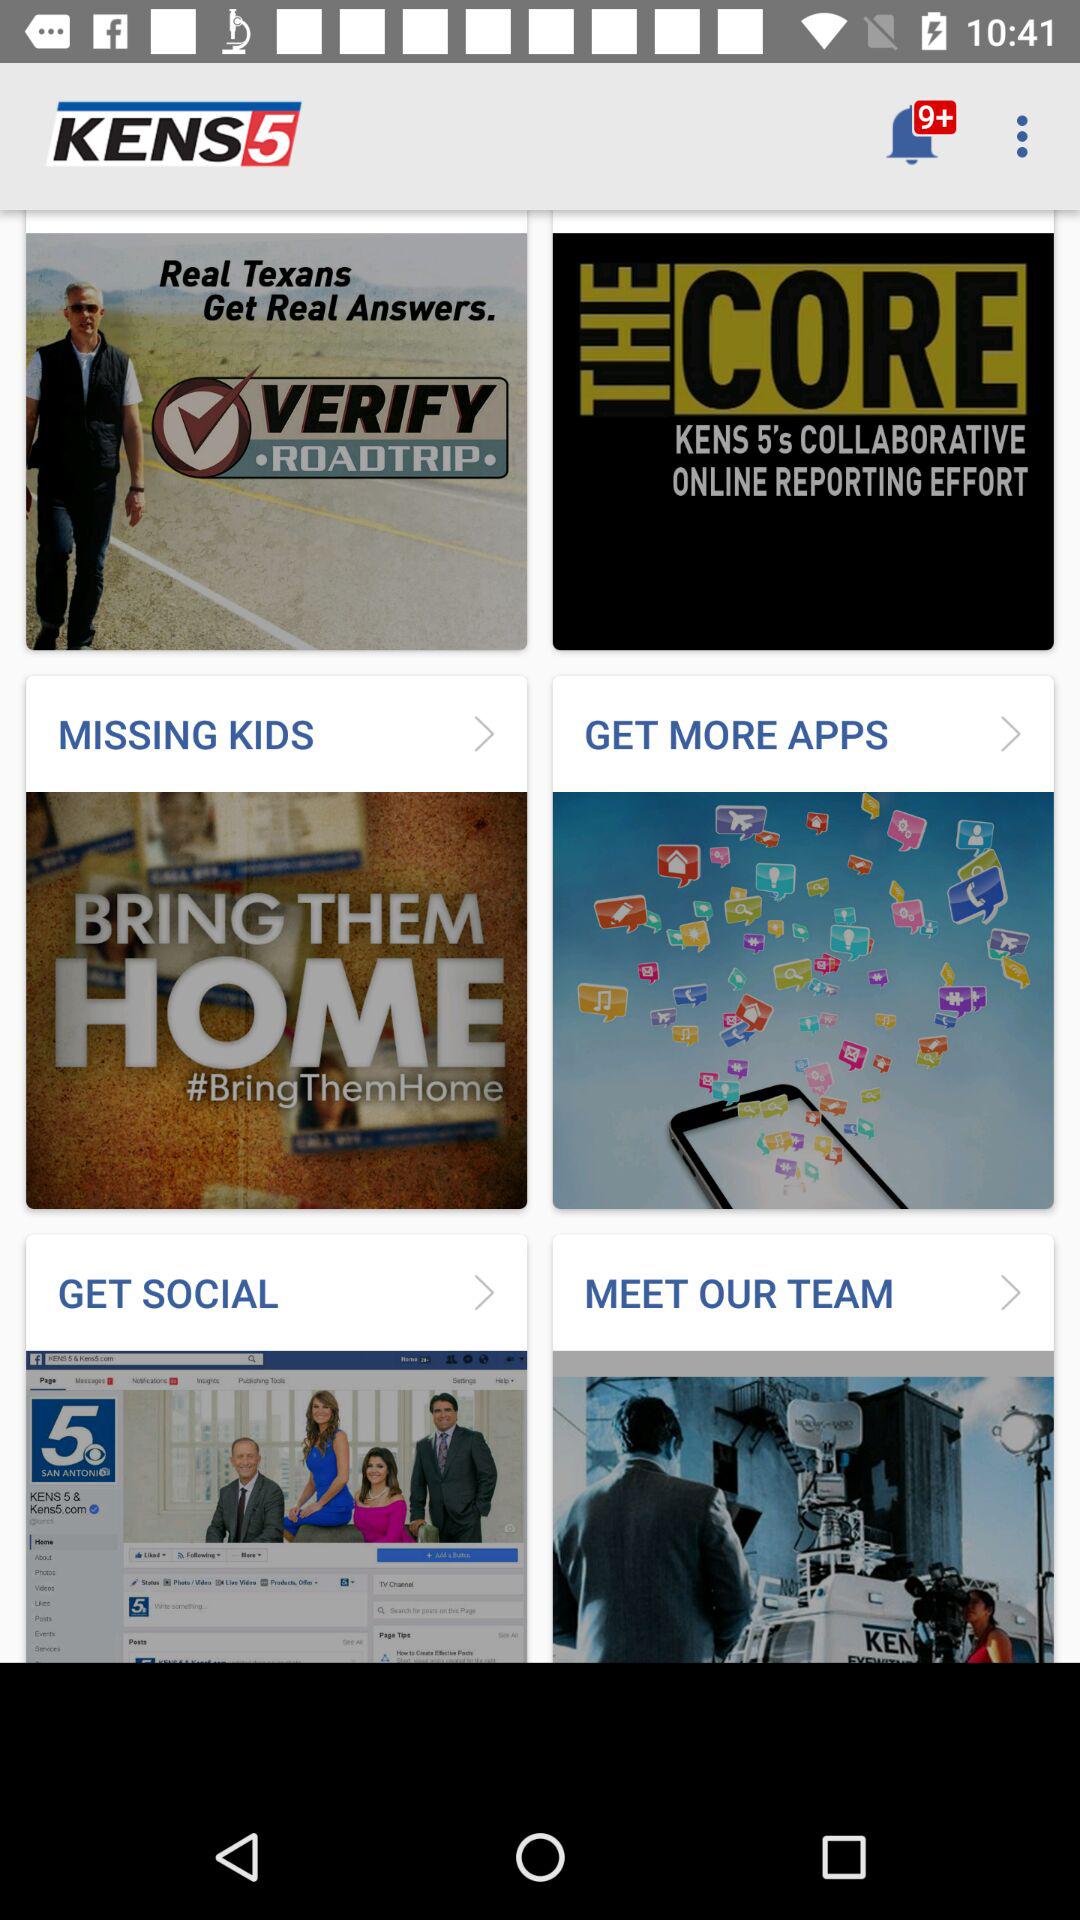 10:41
KENS5
9+
Real Texans
Get Real Answers.
VERIFY
•ROADTRIP•
THE CORE
KENS 5's COLLABORATIVE
ONLINE REPORTING EFFORT
MISSING KIDS
GET MORE APPS
BRING THEM
HOME
#BringThemHome
GET SOCIAL
MEET OUR TEAM
KENS 5 & Kens5.com
Home
Page Messages Notifications Insights Publishing Tools Settings Help
5
SAN ANTONIO
KENS 5 &
Kens5.com
@kens5
Home
About
Photos
Videos
Likes
Posts
Events
Services
Liked Following More
+ Add a Button
Status Photo / Video Live Video Products, Offer +
Write something...
TV Channel
Search for posts on this Page
Posts See All
Page Tips See All
How to Create Effective Posts
KEN